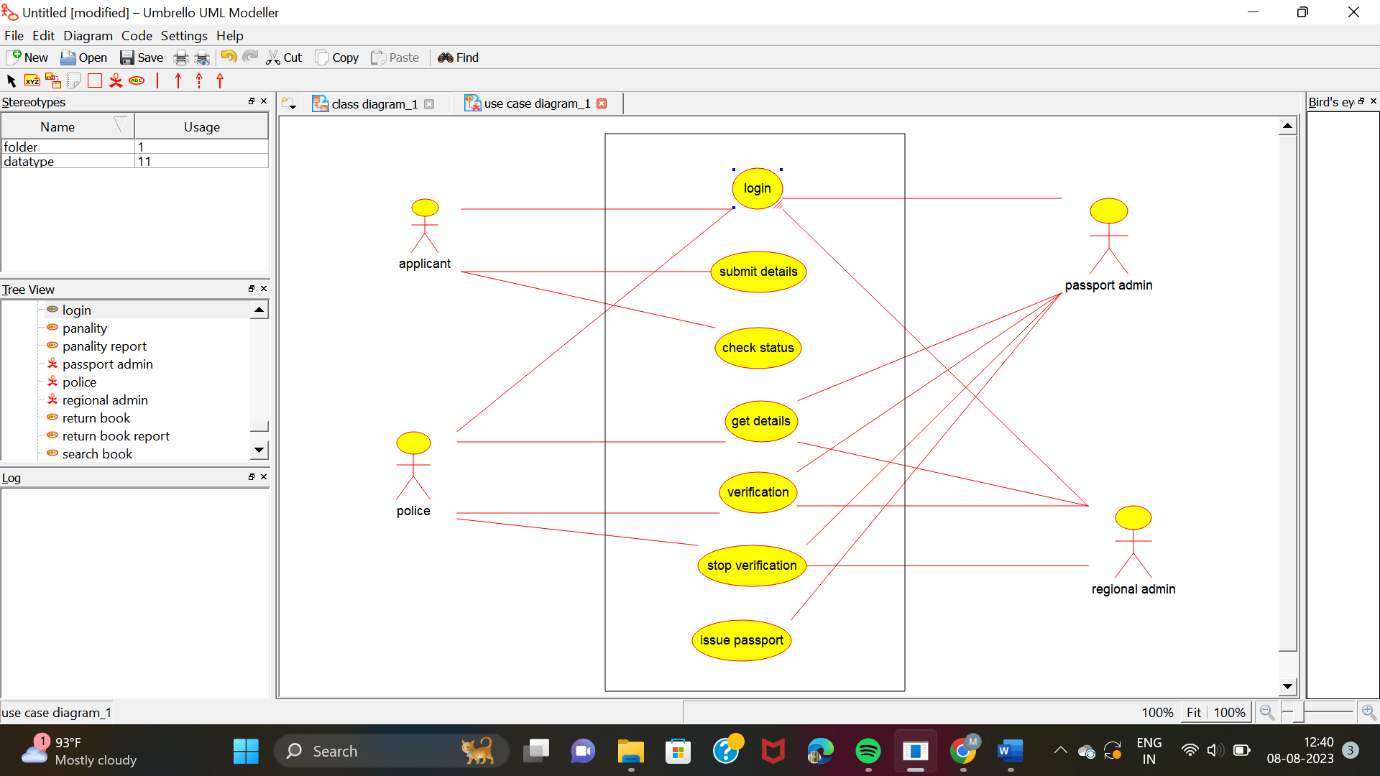 Untitled [modified] – Umbrello UML Modeller
File Edit Diagram Code Settings Help
New Open Save Cut Copy Paste Find
Stereotypes
Name Usage
folder 1
datatype 11
Tree View
login
panality
panality report
passport admin
police
regional admin
return book
return book report
search book
Log
class diagram_1 use case diagram_1
Bird's ey
login
applicant
submit details
passport admin
check status
get details
verification
police
stop verification
regional admin
issue passport
use case diagram_1
100% Fit 100%
1 93°F
Mostly cloudy
Search
M
ENG
IN
12:40
08-08-2023
3